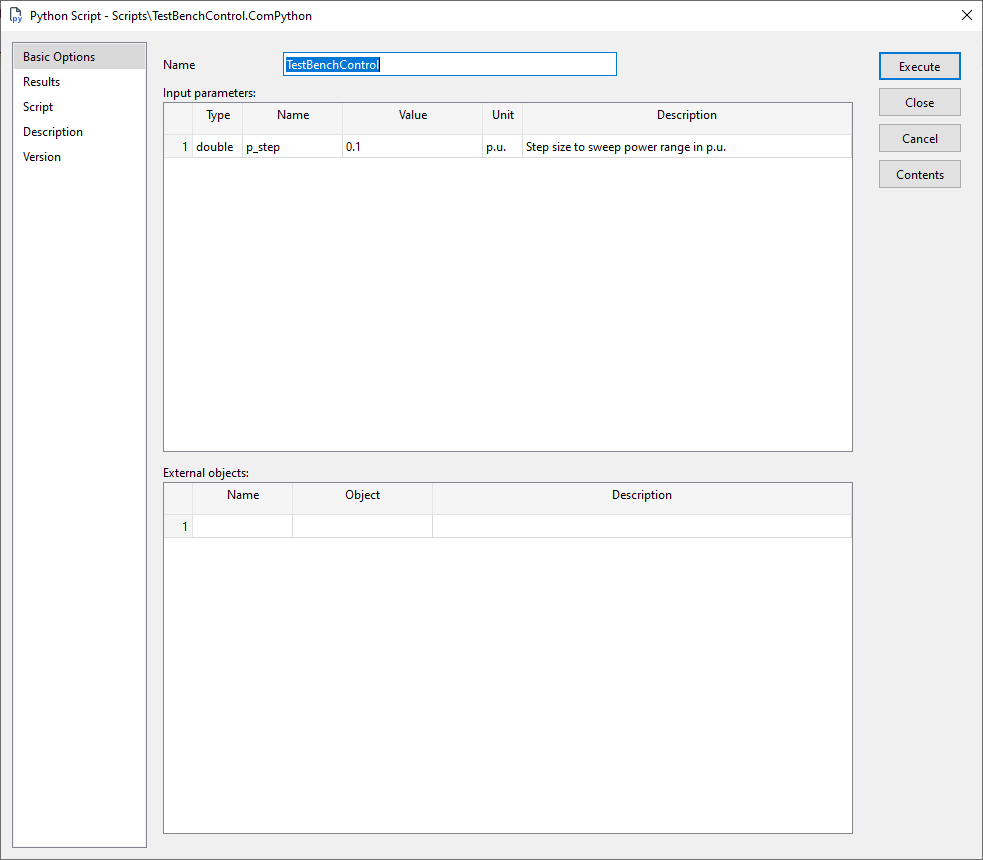 Python Script - Scripts\TestBenchControl.ComPython
Basic Options
Results
Script
Description
Version
Name TestBenchControl
Input parameters:
Type Name Value Unit Description
1 double p_step 0.1 p.u. Step size to sweep power range in p.u.
External objects:
Name Object Description
1
Execute
Close
Cancel
Contents